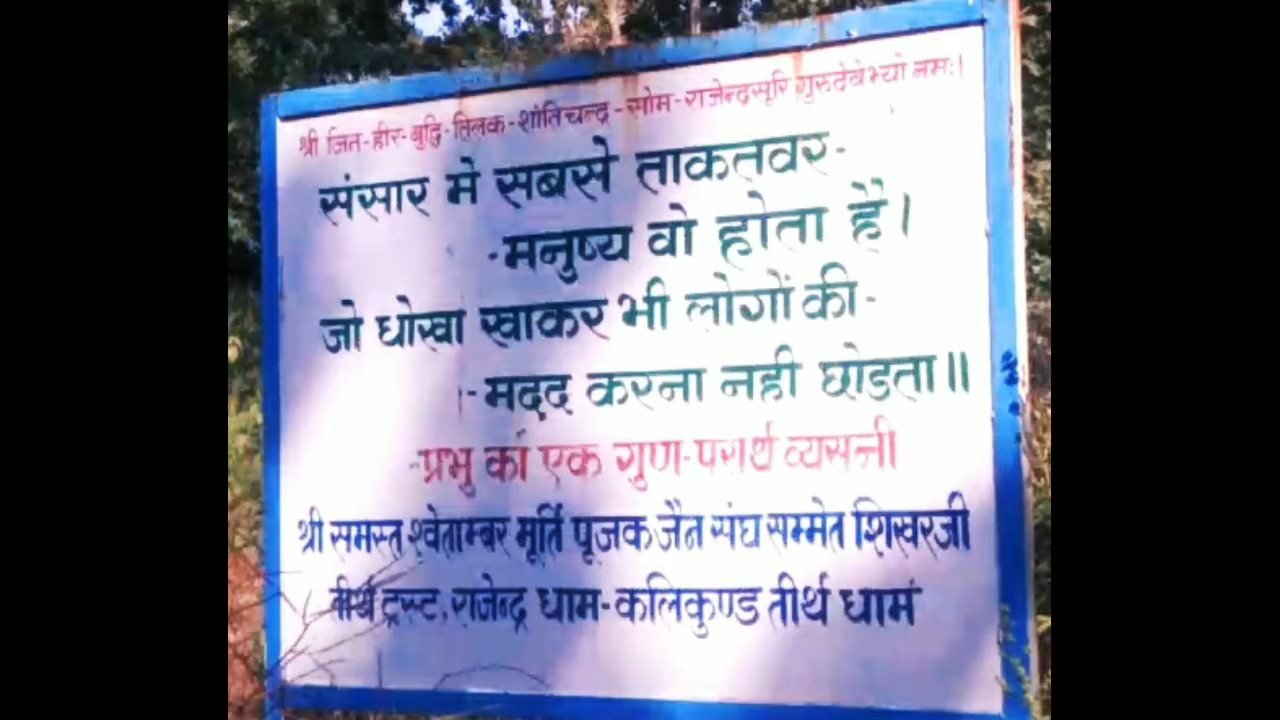 श्री जित-हीर-बुद्धि-तिलक-शांतिचन्द्र-सोम-राजेन्द्रसूरि गुरुदेवेभ्यो नमः।
संसार मे सबसे ताकतवर-
-मनुष्य वो होता है।
जो धोखा खाकर भी लोगों की-
-मदद करना नही छोडता॥
-प्रभु का एक गुण-परार्थ व्यसनी
श्री समस्त श्वेताम्बर मूर्ति पूजक जैन संघ सम्मेत शिखरजी
तीर्थ ट्रस्ट, राजेन्द्र धाम-कलिकुण्ड तीर्थ धाम